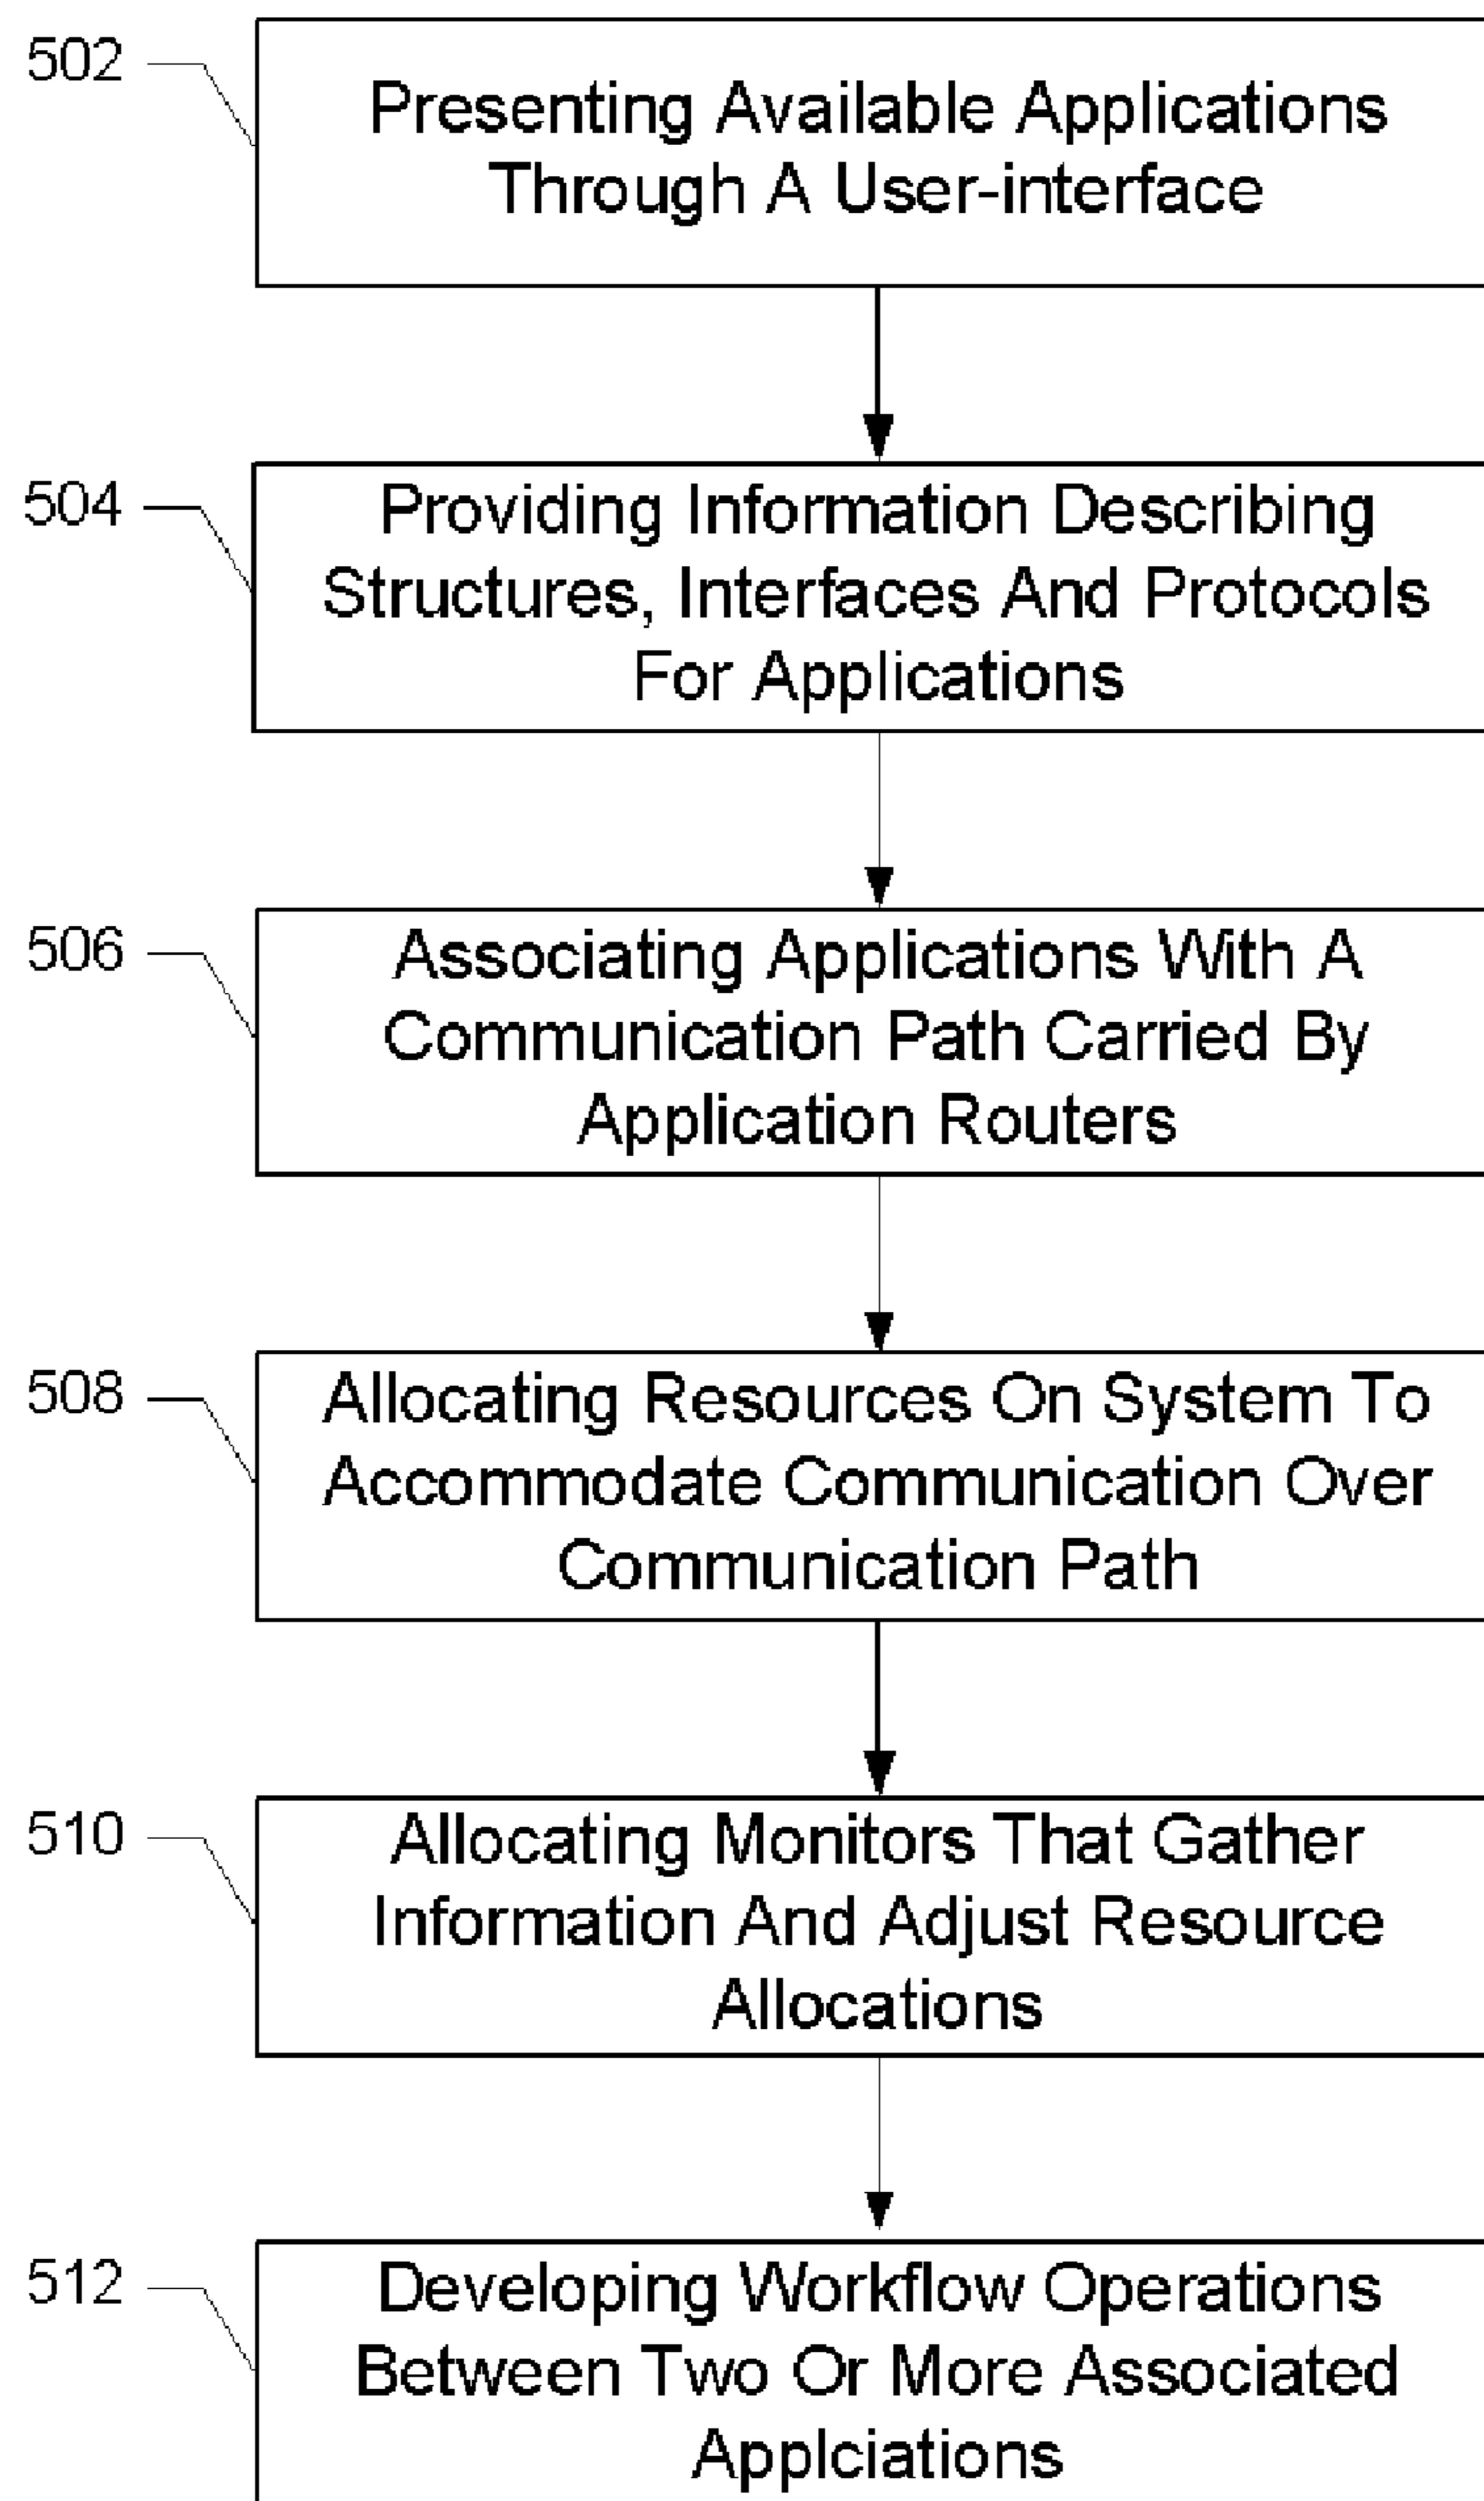 502
Presenting Available Applications
Through A User-interface
504
Providing Information Describing
Structures, Interfaces And Protocols
For Applications
506
Associating Applications With A
Communication Path Carried By
Application Routers
508
Allocating Resources On System To
Accommodate Communication Over
Communication Path
510
Allocating Monitors That Gather
Information And Adjust Resource
Allocations
512
Developing Workflow Operations
Between Two Or More Associated
Applciations